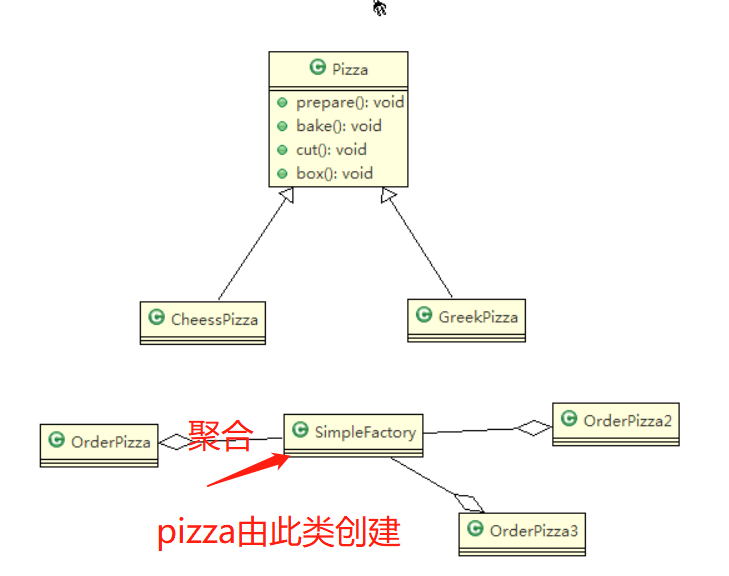 Pizza
prepare(): void
bake(): void
cut(): void
box(): void
CheessPizza
GreekPizza
OrderPizza
聚合
SimpleFactory
OrderPizza2
pizza由此类创建
OrderPizza3